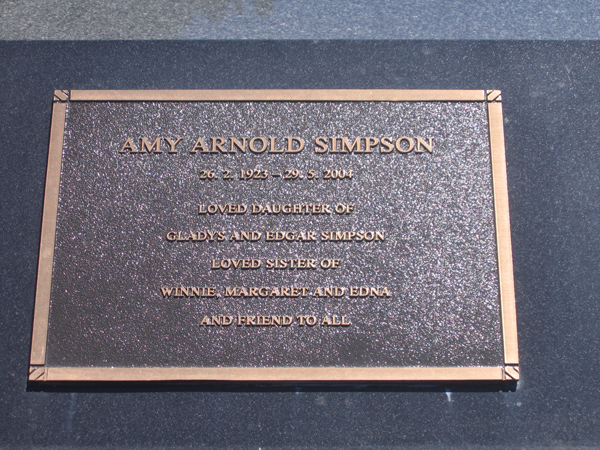 AMY ARNOLD SIMPSON
26. 2. 1923 – 29. 5. 2004
LOVED DAUGHTER OF
GLADYS AND EDGAR SIMPSON
LOVED SISTER OF
WINNIE, MARGARET AND EDNA
AND FRIEND TO ALL